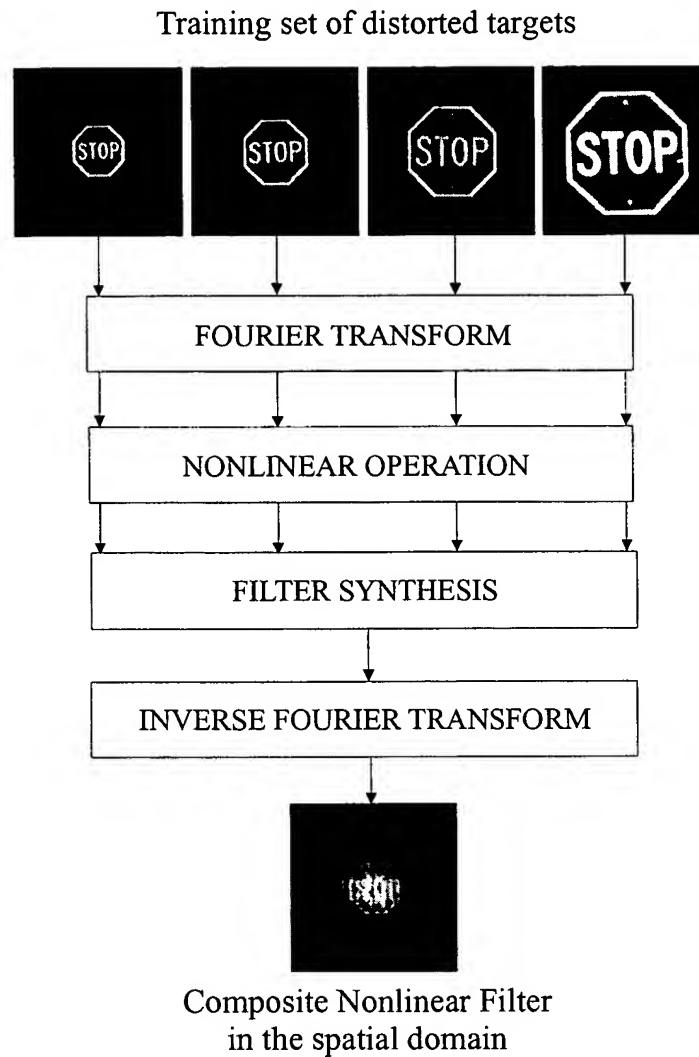 Training set of distorted targets
STOP STOP STOP STOP
FOURIER TRANSFORM
NONLINEAR OPERATION
FILTER SYNTHESIS
INVERSE FOURIER TRANSFORM
Composite Nonlinear Filter
in the spatial domain